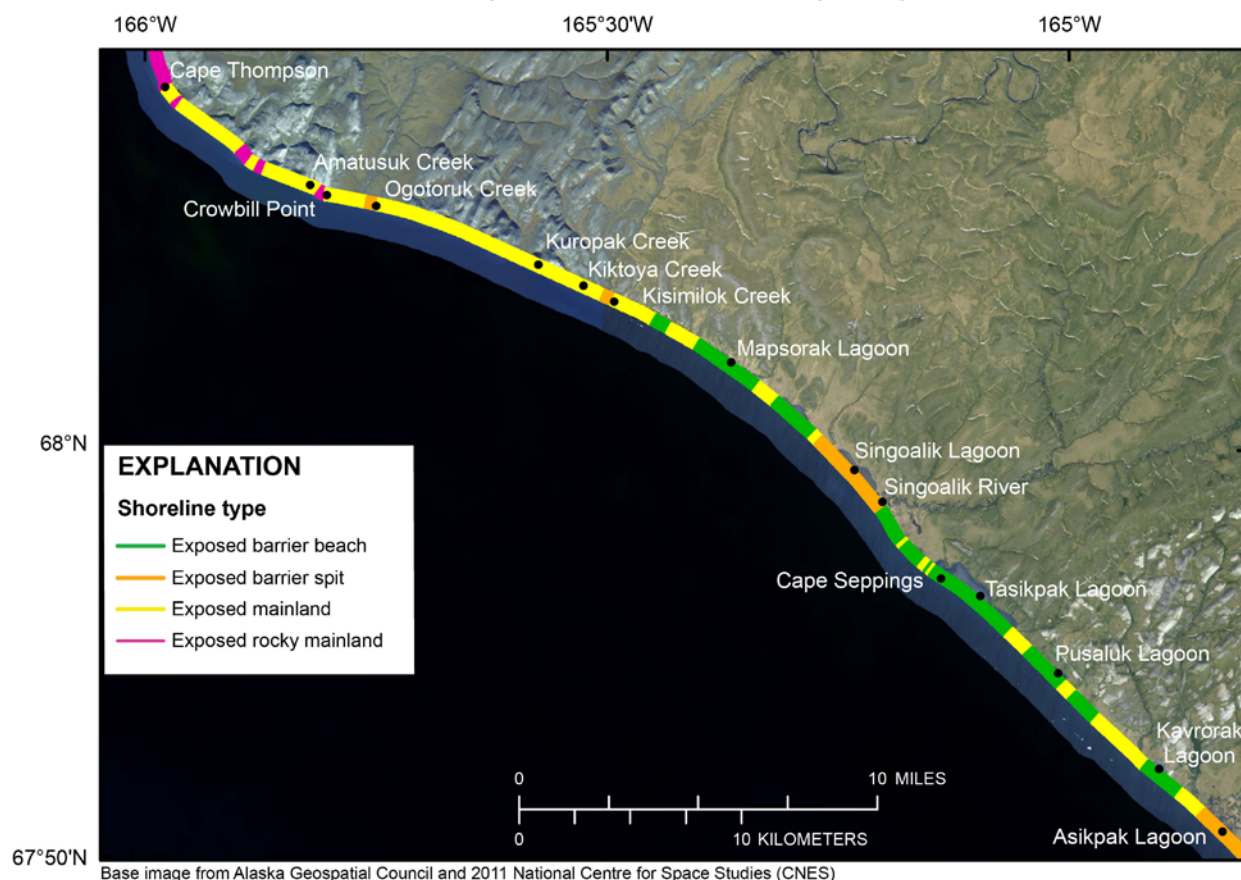 166°W
165°30'W
165°W
Cape Thompson
Amatusuk Creek
Ogotoruk Creek
Crowbill Point
Kuropak Creek
Kiktoya Creek
Kisimilok Creek
Mapsorak Lagoon
68°N
Singoalik Lagoon
Singoalik River
Cape Seppings
Tasikpak Lagoon
Pusaluk Lagoon
Kavrorak
Lagoon
Asikpak Lagoon
EXPLANATION
Shoreline type
Exposed barrier beach
Exposed barrier spit
Exposed mainland
Exposed rocky mainland
0 10 MILES
0 10 KILOMETERS
67°50'N
Base image from Alaska Geospatial Council and 2011 National Centre for Space Studies (CNES)